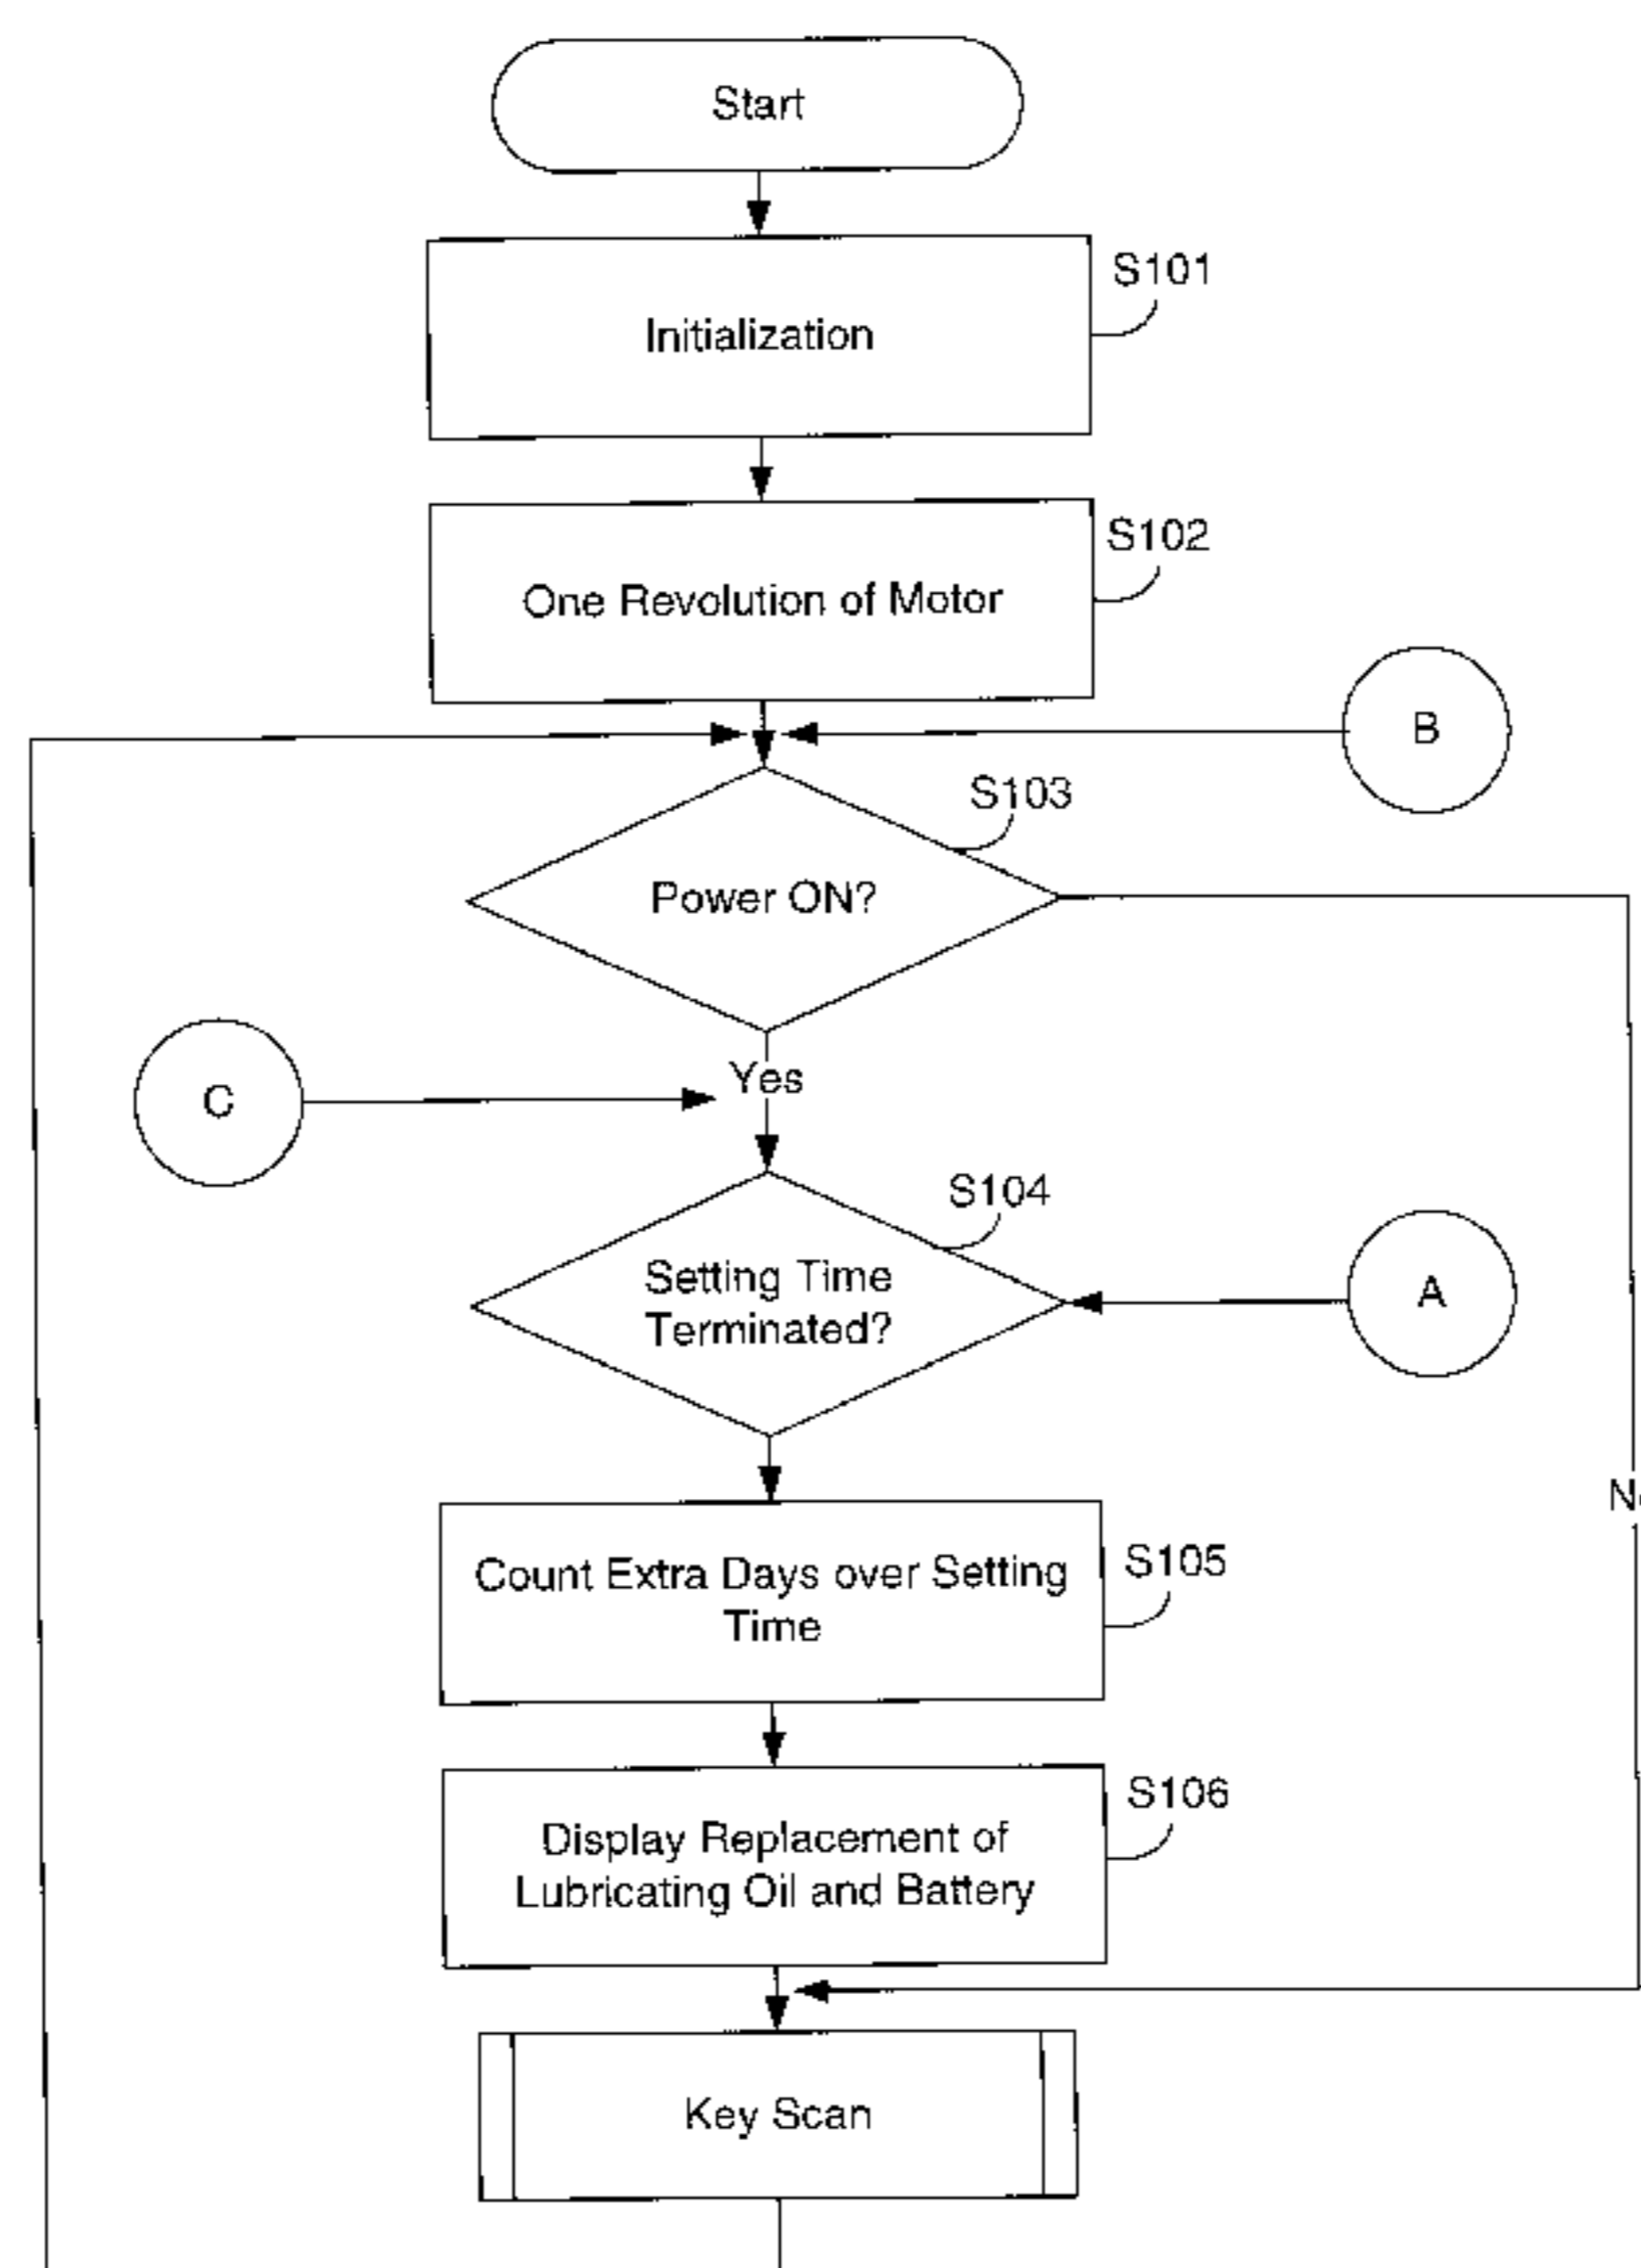 Start
S101
Initialization
S102
One Revolution of Motor
B
S103
Power ON?
Yes
C
S104
Setting Time
Terminated?
A
S105
Count Extra Days over Setting
Time
S106
Display Replacement of
Lubricating Oil and Battery
Key Scan